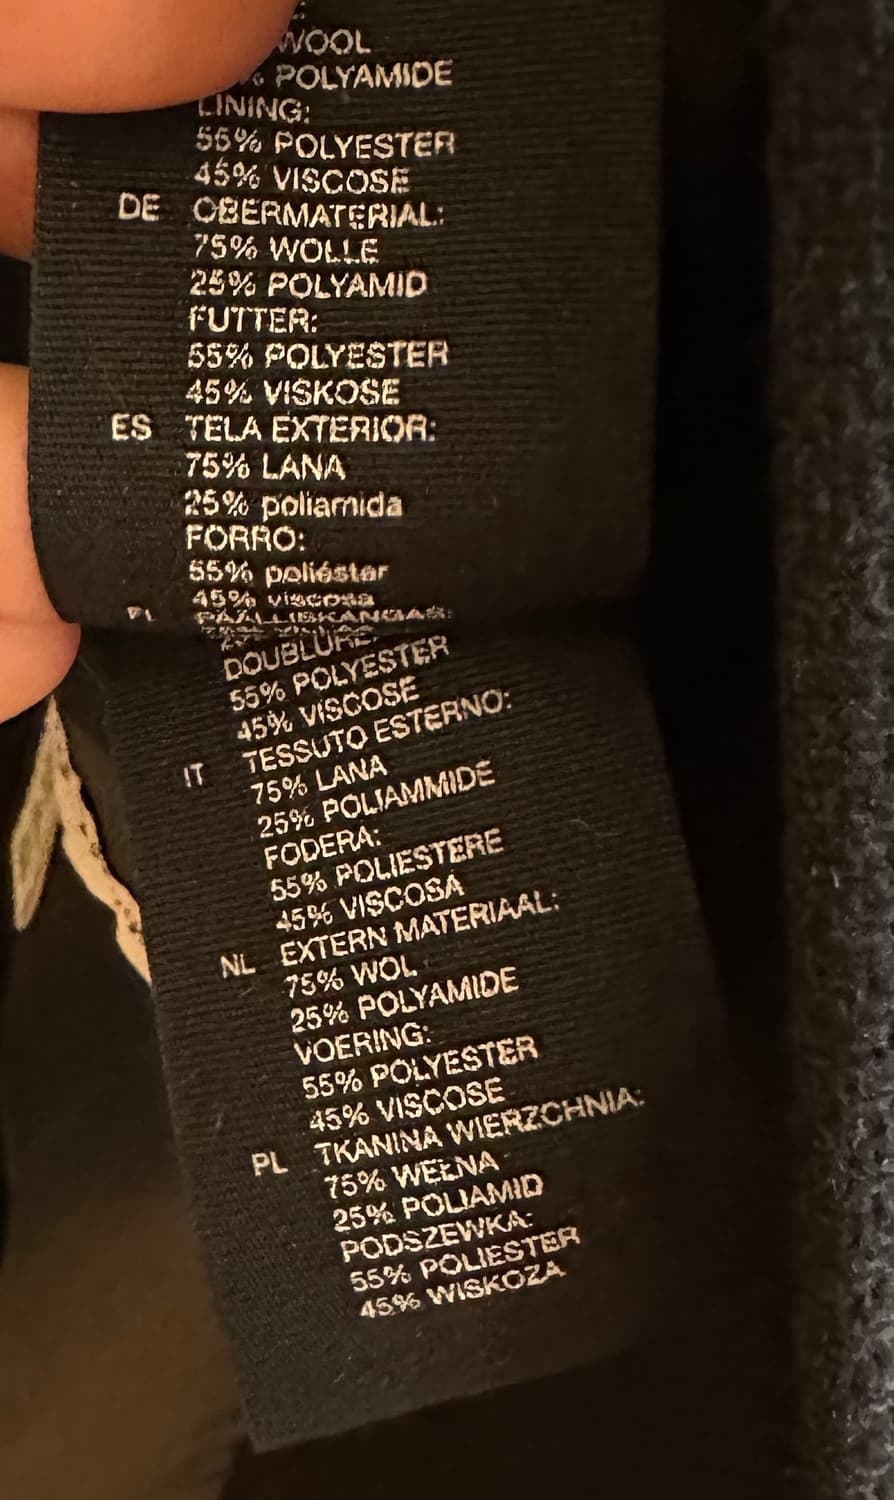 WOOL
% POLYAMIDE
LINING:
55% POLYESTER
45% VISCOSE
DE OBERMATERIAL:
75% WOLLE
25% POLYAMID
FUTTER:
55% POLYESTER
45% VISKOSE
ES TELA EXTERIOR:
75% LANA
25% poliamida
FORRO:
55% poliéster
45% viscosa
PÄÄLLISKANGAS:
DOUBLURE:
55% POLYESTER
45% VISCOSE
IT TESSUTO ESTERNO:
75% LANA
25% POLIAMMIDE
FODERA:
55% POLIESTERE
45% VISCOSA
NL EXTERN MATERIAAL:
75% WOL
25% POLYAMIDE
VOERING:
55% POLYESTER
45% VISCOSE
PL TKANINA WIERZCHNIA:
75% WEŁNA
25% POLIAMID
PODSZEWKA:
55% POLIESTER
45% WISKOZA